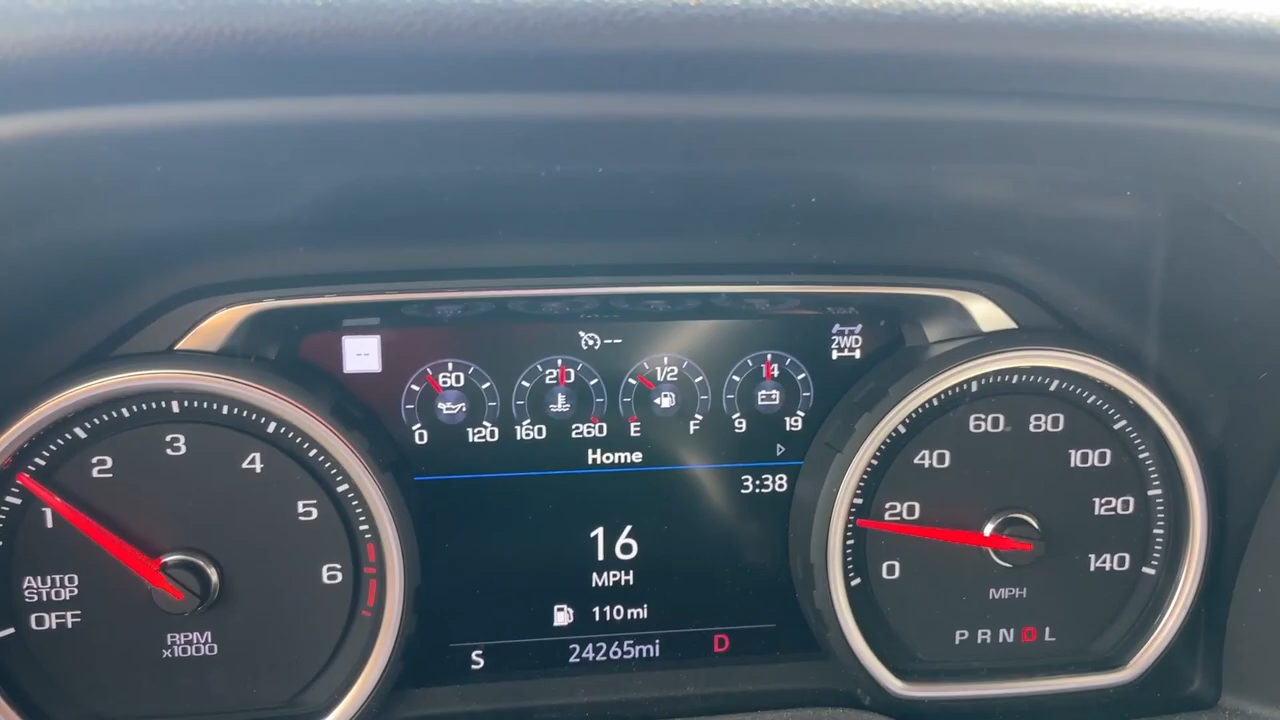 --
--
2WD
60
0 120
210
160 260
1/2
E F
14
9 19
Home
3:38
16
MPH
110 mi
S 24265mi D
1
2
3
4
5
6
AUTO
STOP
OFF
RPM
x1000
0
20
40
60
80
100
120
140
MPH
P R N D L